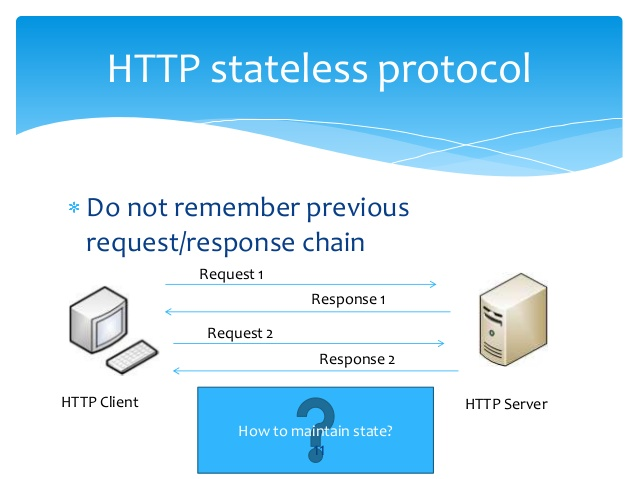 HTTP stateless protocol
Do not remember previous
request/response chain
Request 1
Response 1
Request 2
Response 2
HTTP Client
HTTP Server
How to maintain state?